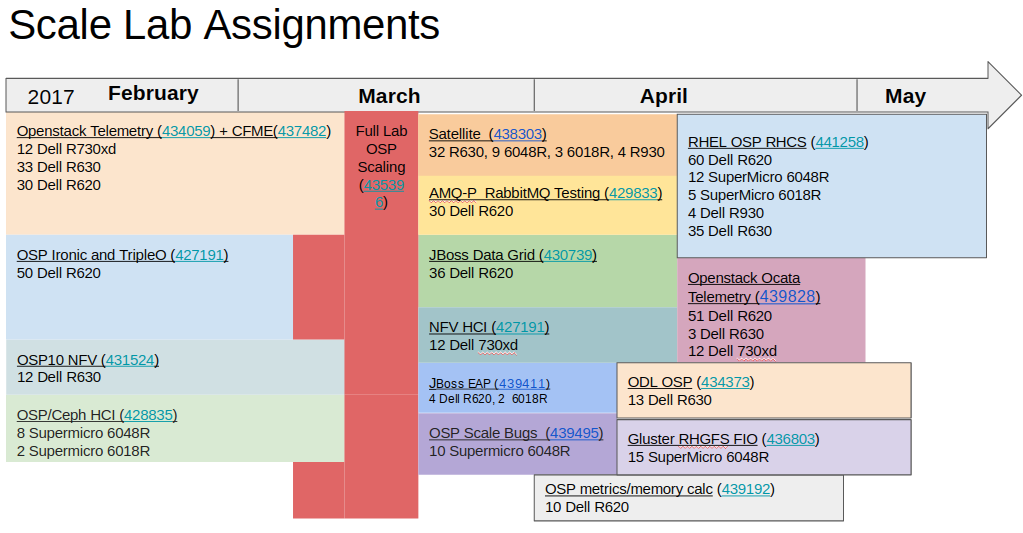 Scale Lab Assignments
2017 February March April May
Openstack Telemetry (434059) + CFME(437482)
12 Dell R730xd
33 Dell R630
30 Dell R620
OSP Ironic and TripleO (427191)
50 Dell R620
OSP10 NFV (431524)
12 Dell R630
OSP/Ceph HCI (428835)
8 Supermicro 6048R
2 Supermicro 6018R
Full Lab
OSP
Scaling
(43539
6)
Satellite  (438303)
32 R630, 9 6048R, 3 6018R, 4 R930
AMQ-P  RabbitMQ Testing (429833)
30 Dell R620
JBoss Data Grid (430739)
36 Dell R620
NFV HCI (427191)
12 Dell 730xd
JBoss EAP (439411)
4 Dell R620, 2  6018R
OSP Scale Bugs  (439495)
10 Supermicro 6048R
RHEL OSP RHCS (441258)
60 Dell R620
12 SuperMicro 6048R
5 SuperMicro 6018R
4 Dell R930
35 Dell R630
Openstack Ocata
Telemetry (439828)
51 Dell R620
3 Dell R630
12 Dell 730xd
ODL OSP (434373)
13 Dell R630
Gluster RHGFS FIO (436803)
15 SuperMicro 6048R
OSP metrics/memory calc (439192)
10 Dell R620